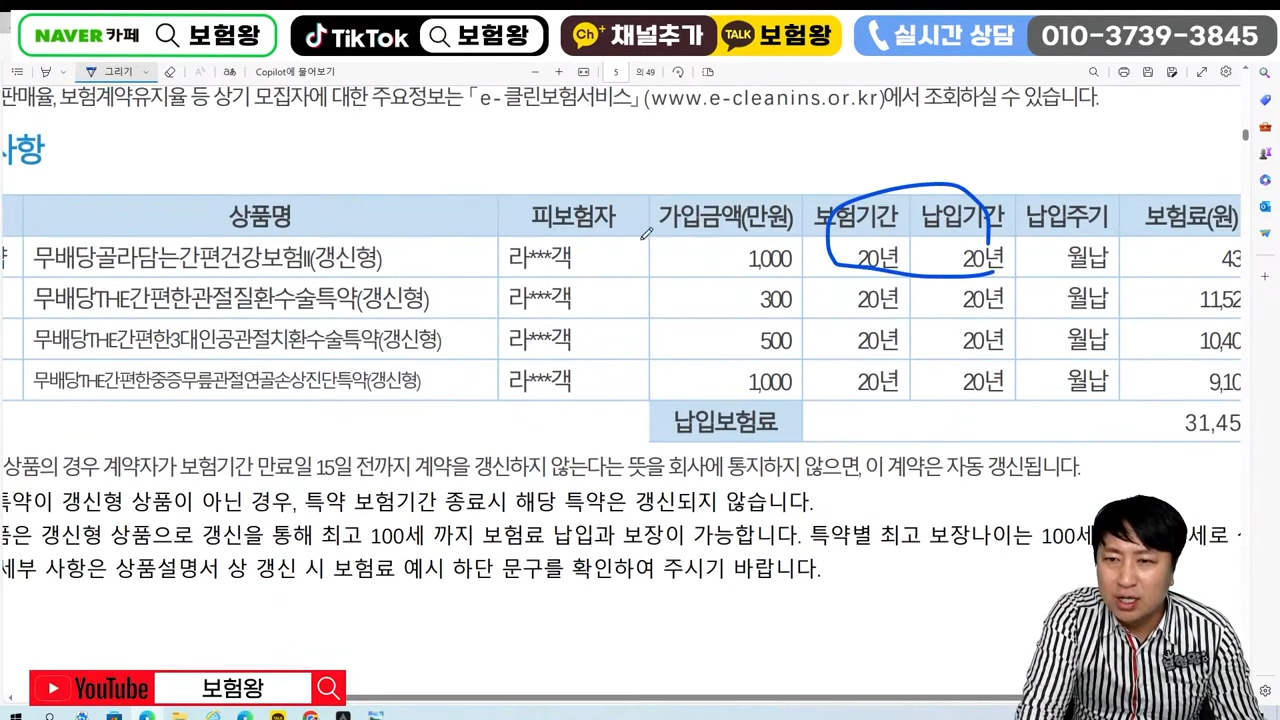 NAVER 카페 보험왕
TikTok 보험왕
Ch+ 채널추가 TALK 보험왕
실시간 상담 010-3739-3845
그리기 가あ Copilot에 물어보기 5 의 49
판매율, 보험계약유지율 등 상기 모집자에 대한 주요정보는 「e-클린보험서비스」(www.e-cleanins.or.kr)에서 조회하실 수 있습니다.
사항
상품명 피보험자 가입금액(만원) 보험기간 납입기간 납입주기 보험료(원)
무배당골라담는간편건강보험II(갱신형) 라***객 1,000 20년 20년 월납 43
무배당THE간편한관절질환수술특약(갱신형) 라***객 300 20년 20년 월납 11,52
무배당THE간편한3대인공관절치환수술특약(갱신형) 라***객 500 20년 20년 월납 10,40
무배당THE간편한중증무릎관절연골손상진단특약(갱신형) 라***객 1,000 20년 20년 월납 9,10
납입보험료 31,45
상품의 경우 계약자가 보험기간 만료일 15일 전까지 계약을 갱신하지 않는다는 뜻을 회사에 통지하지 않으면, 이 계약은 자동 갱신됩니다.
특약이 갱신형 상품이 아닌 경우, 특약 보험기간 종료시 해당 특약은 갱신되지 않습니다.
품은 갱신형 상품으로 갱신을 통해 최고 100세 까지 보험료 납입과 보장이 가능합니다. 특약별 최고 보장나이는 100세 세로
세부 사항은 상품설명서 상 갱신 시 보험료 예시 하단 문구를 확인하여 주시기 바랍니다.
YouTube 보험왕